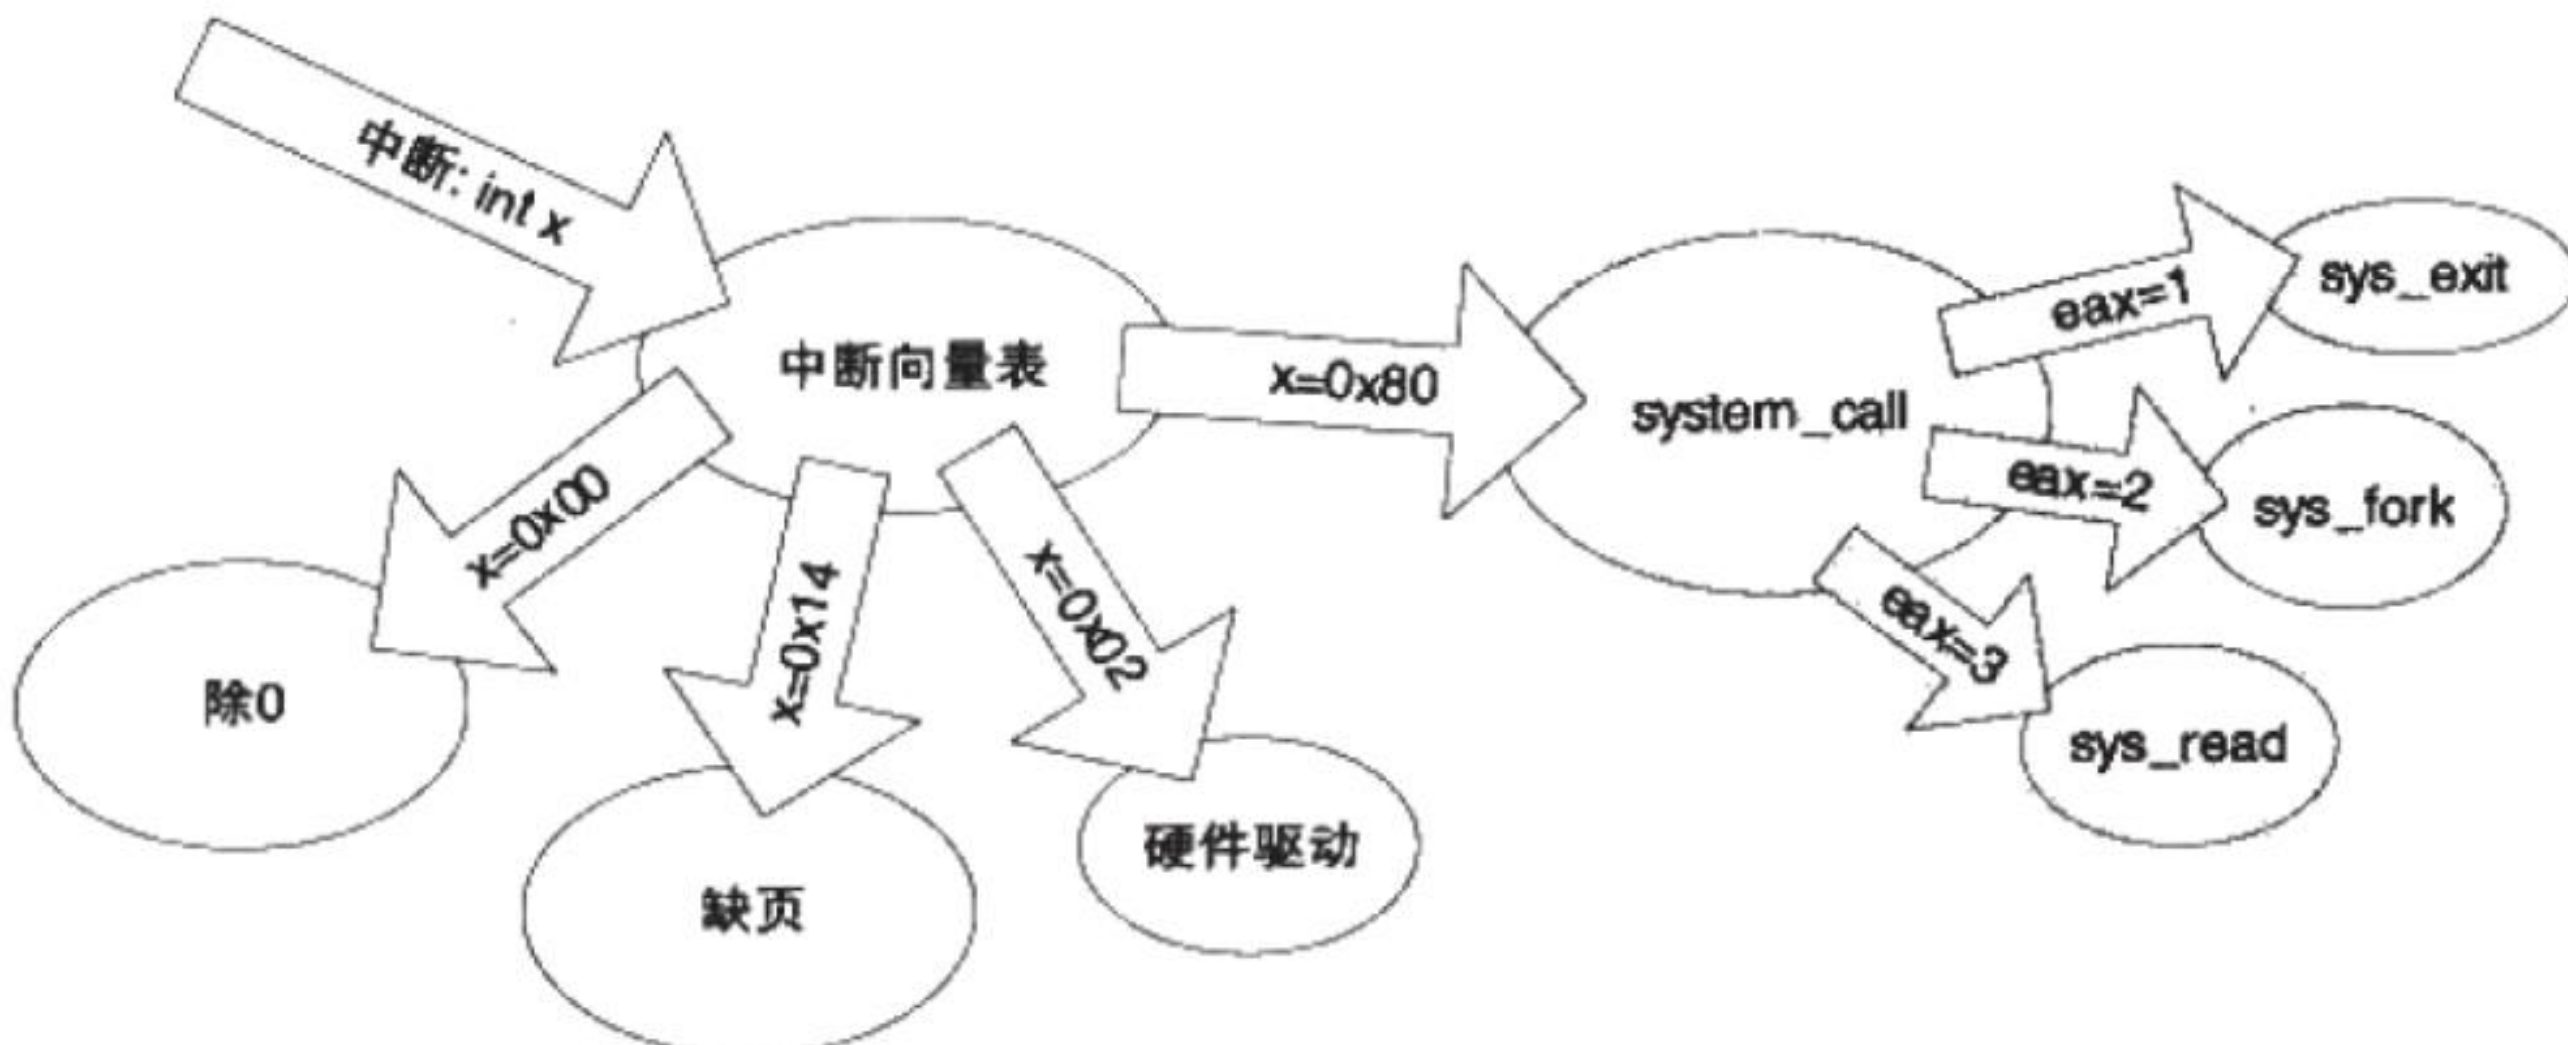 中断: int x
中断向量表
x=0x80
system_call
eax=1
sys_exit
eax=2
sys_fork
eax=3
sys_read
x=0x00
除0
x=0x14
缺页
x=0x02
硬件驱动